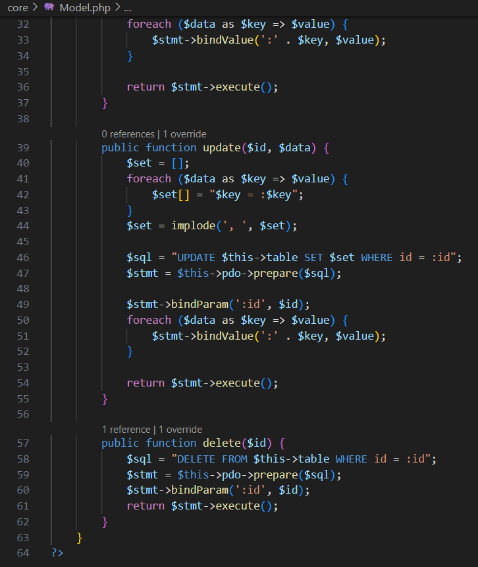 core > Model.php > ...
32 foreach ($data as $key => $value) {
33 $stmt->bindValue(':' . $key, $value);
34 }
35
36 return $stmt->execute();
37 }
38
0 references | 1 override
39 public function update($id, $data) {
40 $set = [];
41 foreach ($data as $key => $value) {
42 $set[] = "$key = :$key";
43 }
44 $set = implode(', ', $set);
45
46 $sql = "UPDATE $this->table SET $set WHERE id = :id";
47 $stmt = $this->pdo->prepare($sql);
48
49 $stmt->bindParam(':id', $id);
50 foreach ($data as $key => $value) {
51 $stmt->bindValue(':' . $key, $value);
52 }
53
54 return $stmt->execute();
55 }
56
1 reference | 1 override
57 public function delete($id) {
58 $sql = "DELETE FROM $this->table WHERE id = :id";
59 $stmt = $this->pdo->prepare($sql);
60 $stmt->bindParam(':id', $id);
61 return $stmt->execute();
62 }
63 }
64 ?>